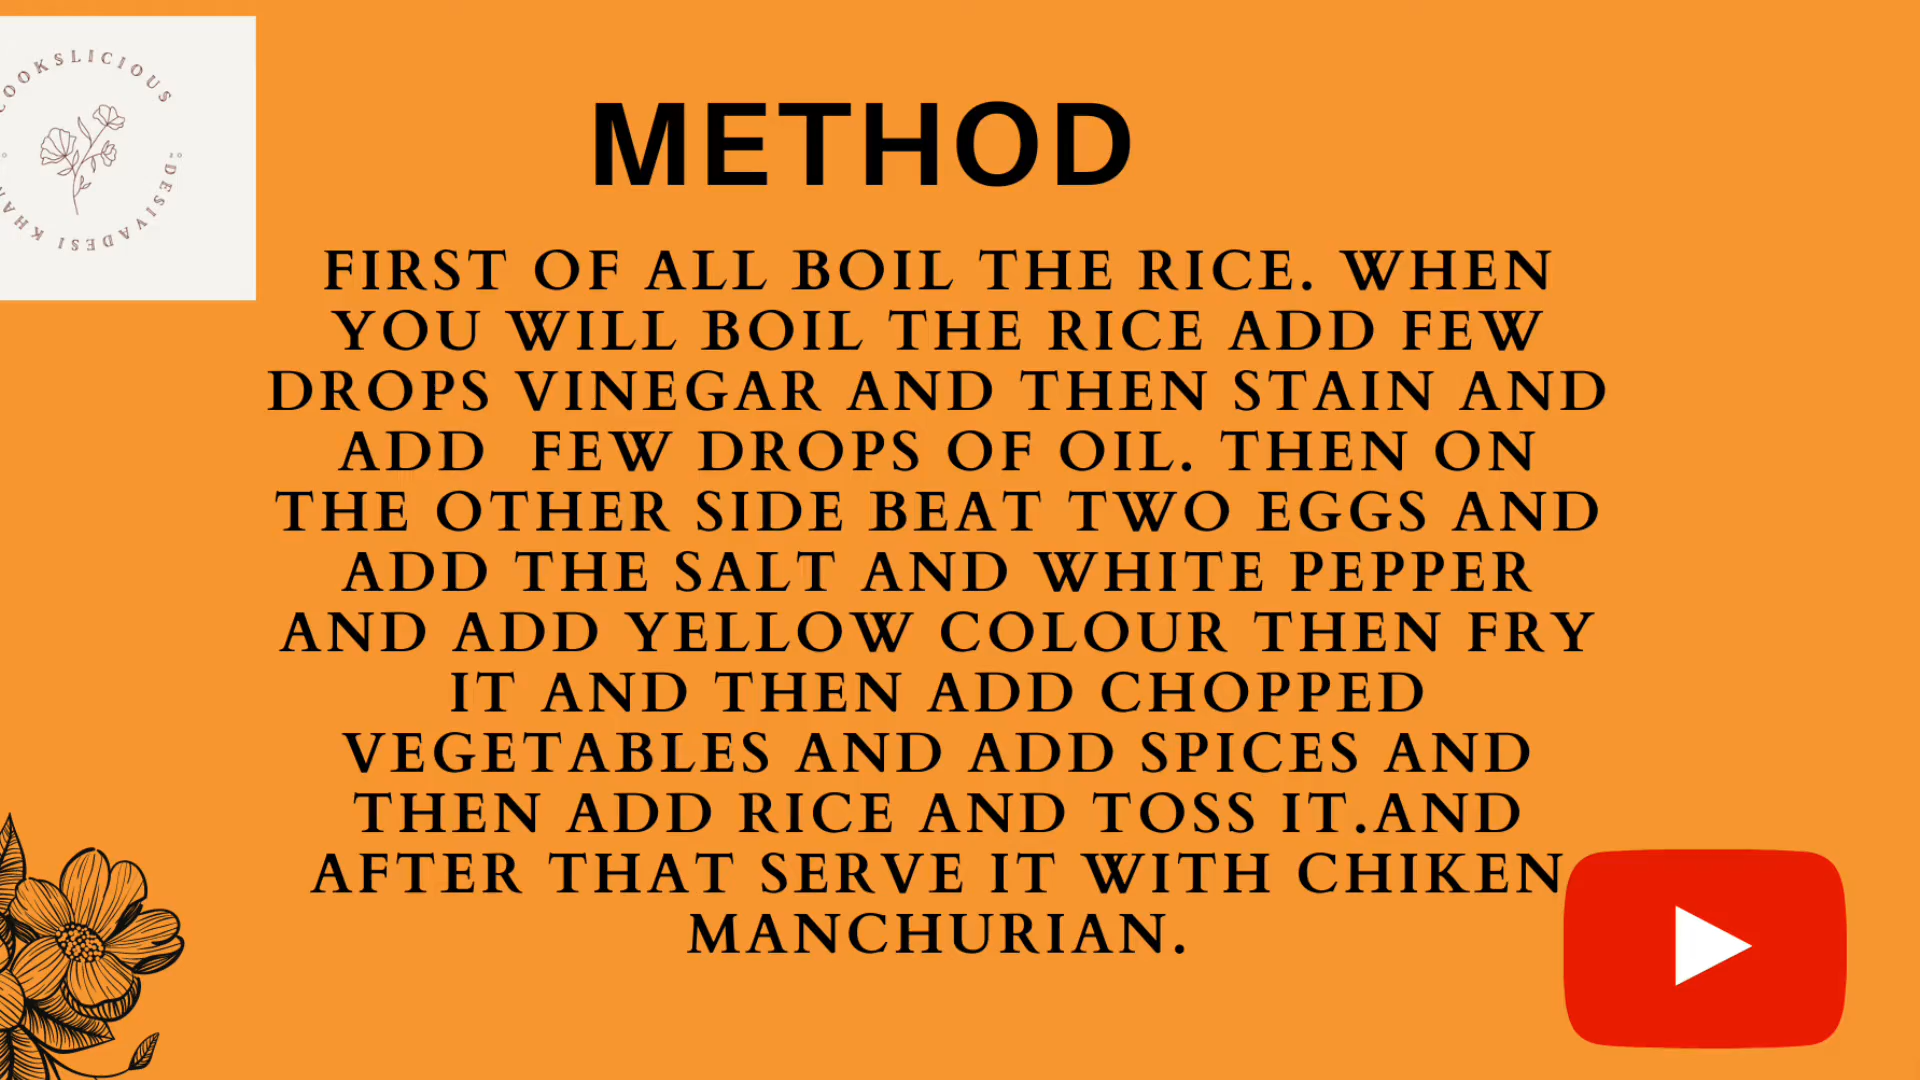 COOKSLICIOUS
DESIVADESI KHAN
METHOD
FIRST OF ALL BOIL THE RICE. WHEN
YOU WILL BOIL THE RICE ADD FEW
DROPS VINEGAR AND THEN STAIN AND
ADD FEW DROPS OF OIL. THEN ON
THE OTHER SIDE BEAT TWO EGGS AND
ADD THE SALT AND WHITE PEPPER
AND ADD YELLOW COLOUR THEN FRY
IT AND THEN ADD CHOPPED
VEGETABLES AND ADD SPICES AND
THEN ADD RICE AND TOSS IT.AND
AFTER THAT SERVE IT WITH CHIKEN
MANCHURIAN.